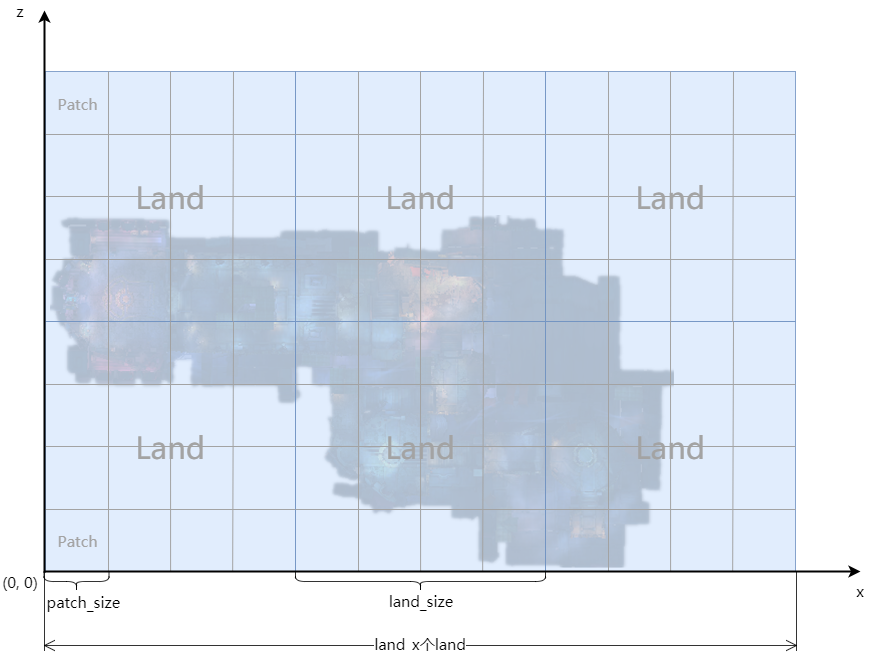 z
Patch
Land Land Land
Land Land Land
Patch
(0, 0)
x
patch_size
land_size
land_x个land